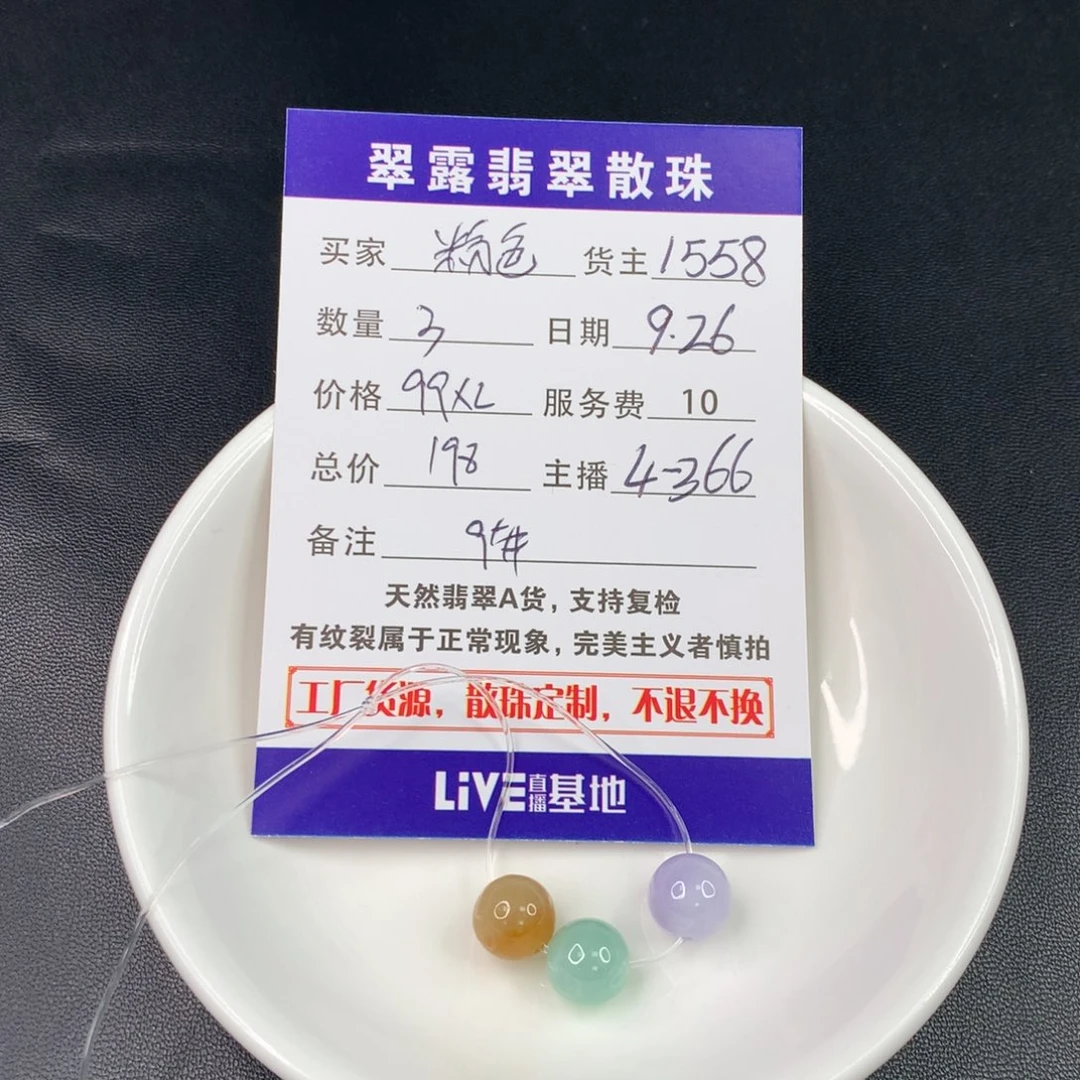 翠露翡翠散珠
买家 粉色 货主 1558
数量 3 日期 9.26
价格 99X2 服务费 10
总价 198 主播 4-366
备注 9#
天然翡翠A货，支持复检
有纹裂属于正常现象，完美主义者慎拍
工厂货源，散珠定制，不退不换
LiVE直播基地